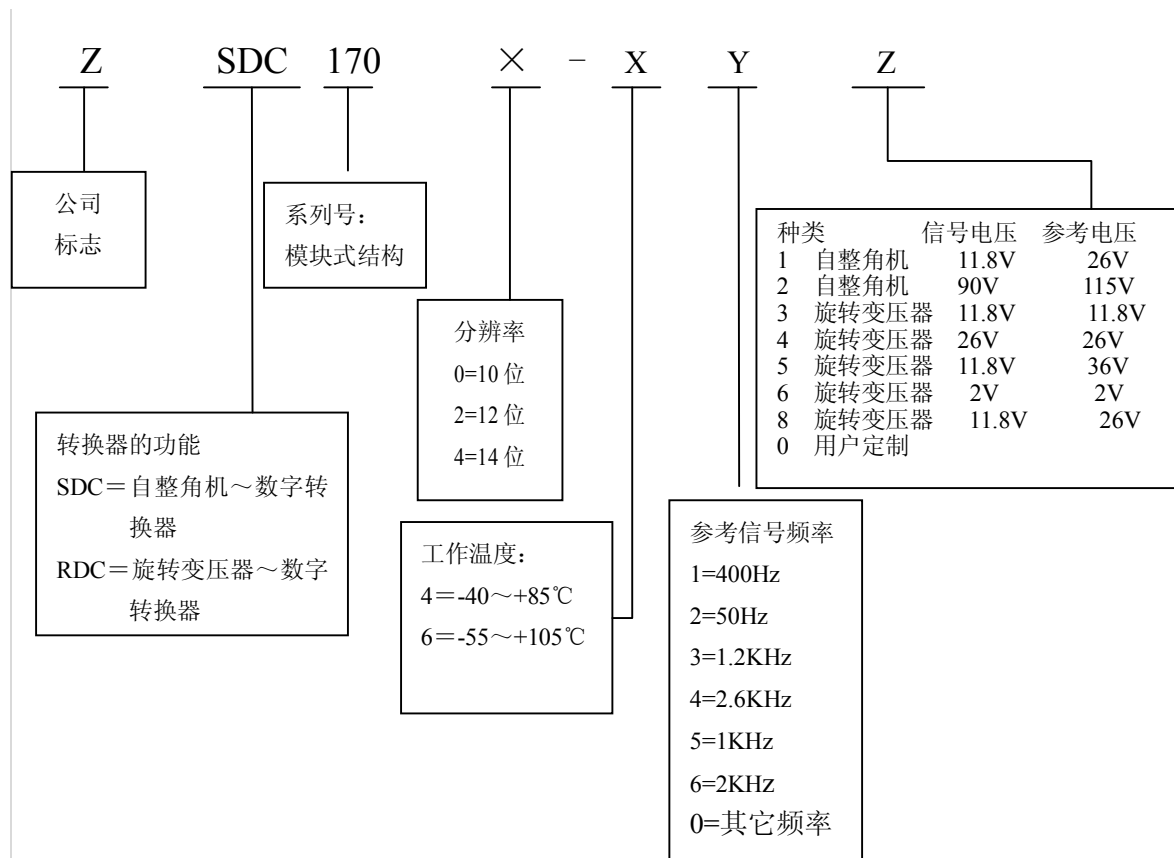 Z SDC 170 × - X Y Z
公司
标志
系列号：
模块式结构
种类 信号电压 参考电压
1 自整角机 11.8V 26V
2 自整角机 90V 115V
3 旋转变压器 11.8V 11.8V
4 旋转变压器 26V 26V
5 旋转变压器 11.8V 36V
6 旋转变压器 2V 2V
8 旋转变压器 11.8V 26V
0 用户定制
分辨率
0=10 位
2=12 位
4=14 位
转换器的功能
SDC＝自整角机～数字转
换器
RDC＝旋转变压器～数字
转换器
工作温度：
4＝-40～+85℃
6＝-55～+105℃
参考信号频率
1=400Hz
2=50Hz
3=1.2KHz
4=2.6KHz
5=1KHz
6=2KHz
0=其它频率